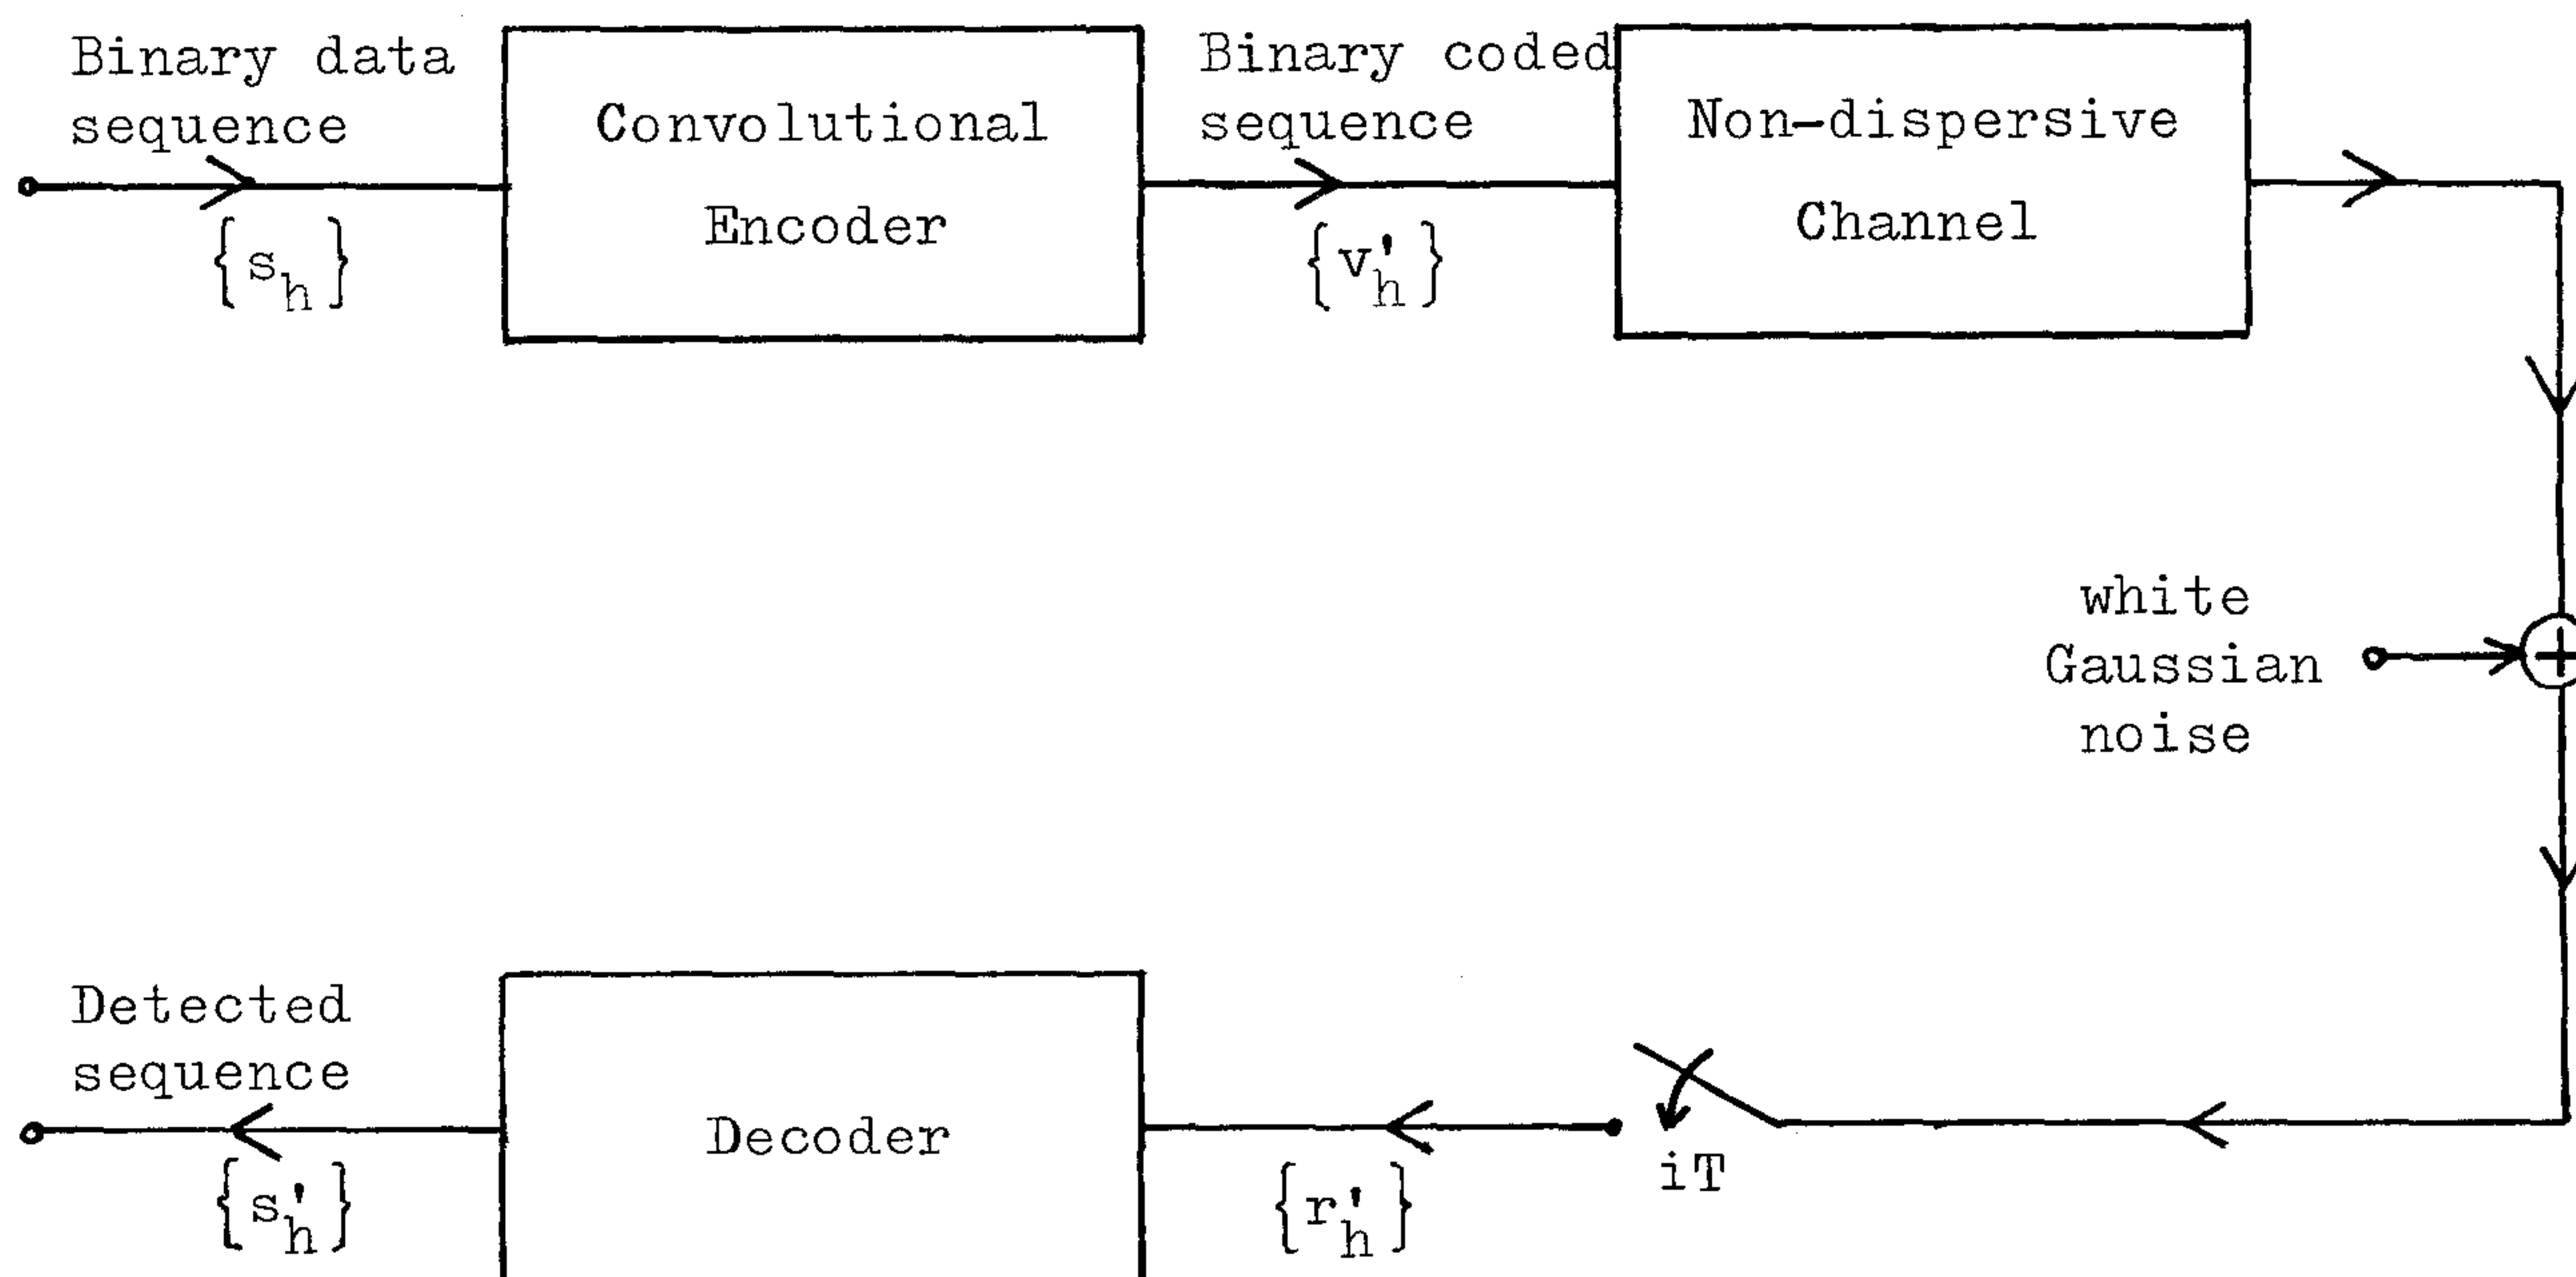 Binary data
sequence
{s_h}
Convolutional
Encoder
Binary coded
sequence
{v'_h}
Non-dispersive
Channel
white
Gaussian
noise
+
Detected
sequence
{s'_h}
Decoder
{r'_h}
iT